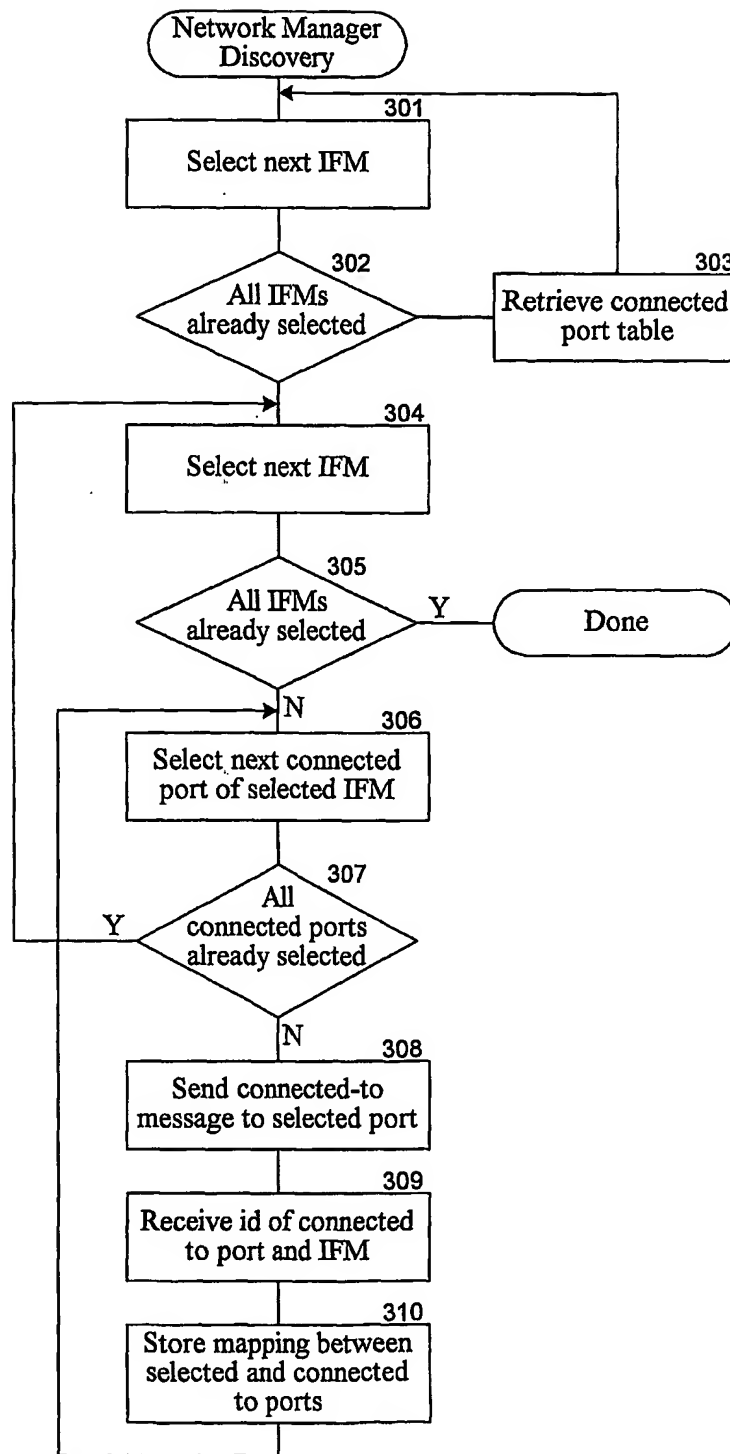 Network Manager
Discovery
301
Select next IFM
302
All IFMs
already selected
303
Retrieve connected
port table
304
Select next IFM
305
All IFMs
already selected
Y
Done
N
306
Select next connected
port of selected IFM
307
All
connected ports
already selected
Y
N
308
Send connected-to
message to selected port
309
Receive id of connected
to port and IFM
310
Store mapping between
selected and connected
to ports